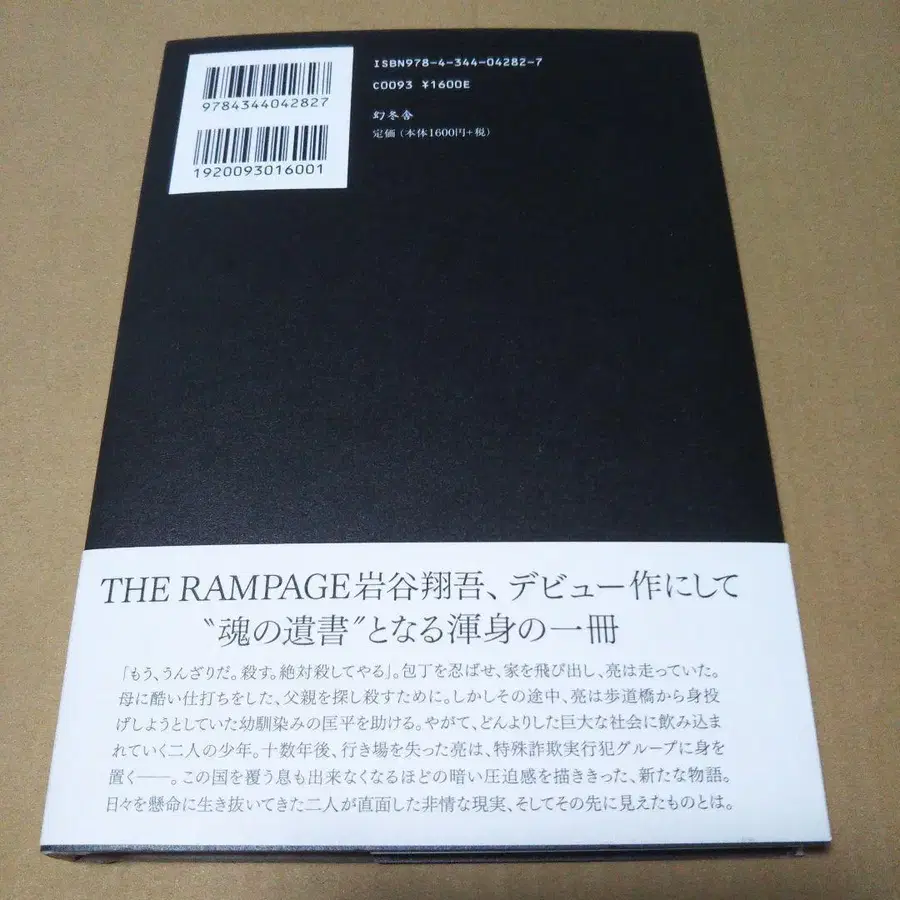 9784344042827
1920093016001
ISBN978-4-344-04282-7
C0093 ¥1600E
幻冬舎
定価(本体1600円+税)
THE RAMPAGE岩谷翔吾、デビュー作にして
〝魂の遺書〟となる渾身の一冊
「もう、うんざりだ。殺す。絶対殺してやる」。包丁を忍ばせ、家を飛び出し、亮は走っていた。
母に酷い仕打ちをした、父親を探し殺すために。しかしその途中、亮は歩道橋から身投
げしようとしていた幼馴染みの匡平を助ける。やがて、どんよりした巨大な社会に飲み込ま
れていく二人の少年。十数年後、行き場を失った亮は、特殊詐欺実行犯グループに身を
置く――。この国を覆う息も出来なくなるほどの暗い圧迫感を描ききった、新たな物語。
日々を懸命に生き抜いてきた二人が直面した非情な現実、そしてその先に見えたものとは。